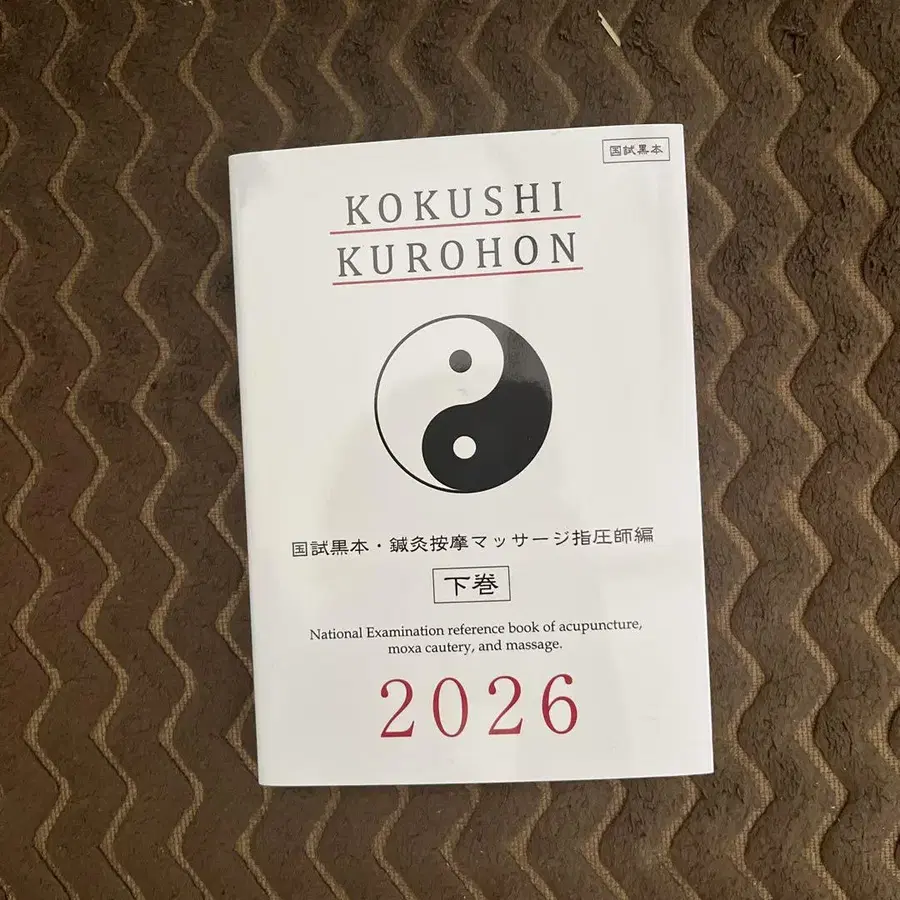 国試黒本
KOKUSHI
KUROHON
国試黒本・鍼灸按摩マッサージ指圧師編
下巻
National Examination reference book of acupuncture,
moxa cautery, and massage.
2026